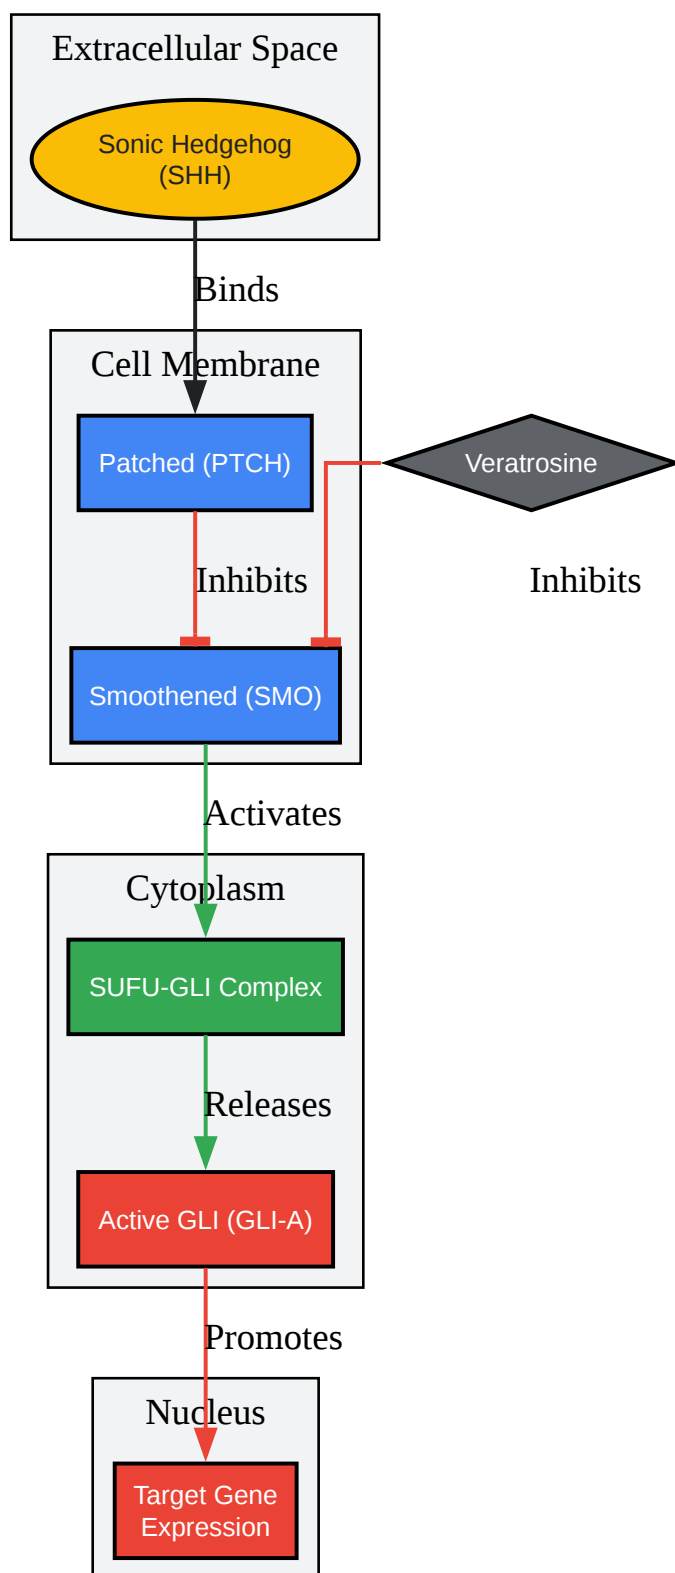 Extracellular Space
Sonic Hedgehog
(SHH)
Binds
Cell Membrane
Patched (PTCH)
Veratrosine
Inhibits
Inhibits
Smoothened (SMO)
Activates
Cytoplasm
SUFU-GLI Complex
Releases
Active GLI (GLI-A)
Promotes
Nucleus
Target Gene
Expression